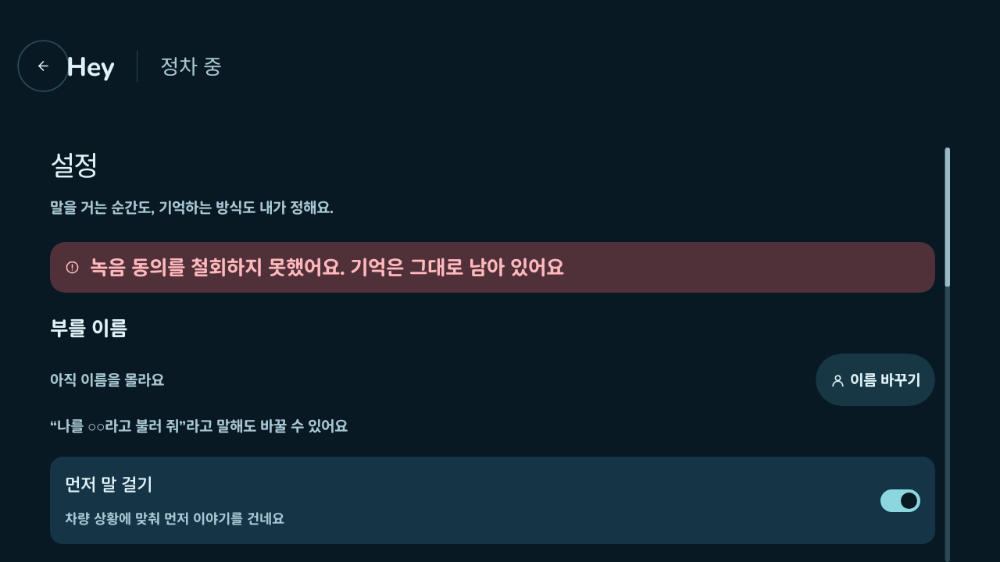 Hey
정차 중
설정
말을 거는 순간도, 기억하는 방식도 내가 정해요.
녹음 동의를 철회하지 못했어요. 기억은 그대로 남아 있어요
부를 이름
아직 이름을 몰라요
이름 바꾸기
“나를 ○○라고 불러 줘”라고 말해도 바꿀 수 있어요
먼저 말 걸기
차량 상황에 맞춰 먼저 이야기를 건네요